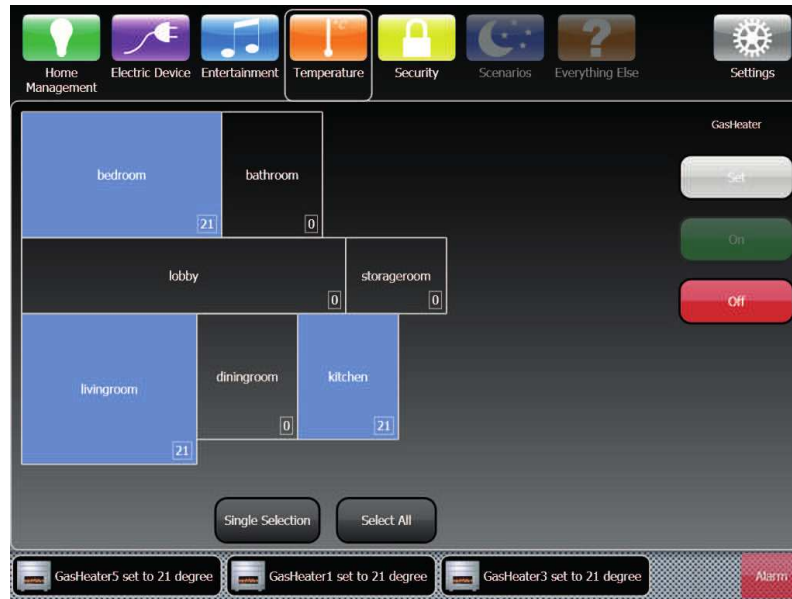 °C
Home
Management
Electric Device
Entertainment
Temperature
Security
Scenarios
Everything Else
Settings
GasHeater
bedroom
21
bathroom
0
Set
On
Off
lobby
0
storageroom
0
livingroom
21
diningroom
0
kitchen
21
Single Selection
Select All
GasHeater5 set to 21 degree
GasHeater1 set to 21 degree
GasHeater3 set to 21 degree
Alarm